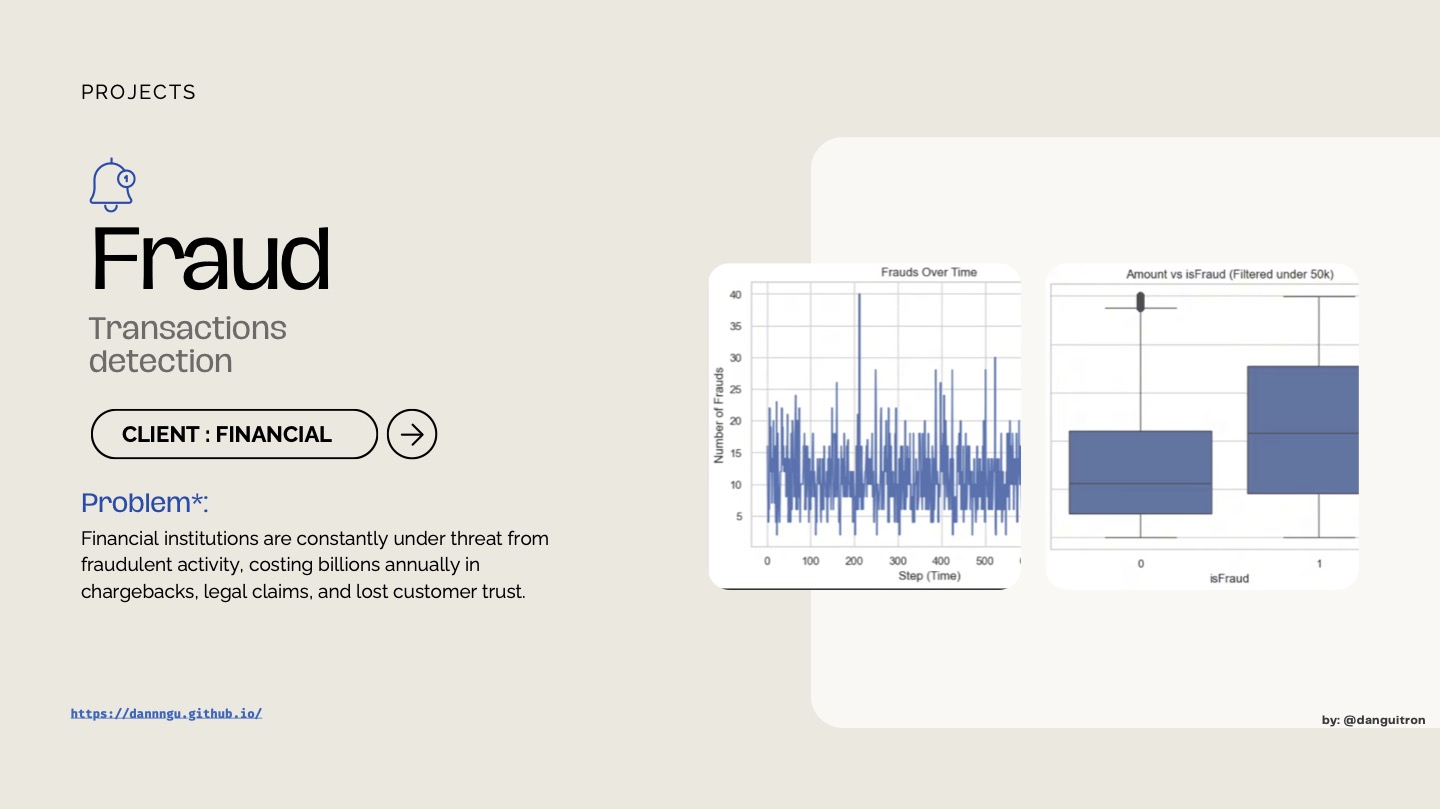 PROJECTS
1
Fraud
Transactions
detection
CLIENT : FINANCIAL
Problem*:
Financial institutions are constantly under threat from
fraudulent activity, costing billions annually in
chargebacks, legal claims, and lost customer trust.
https://dannngu.github.io/
Frauds Over Time
Number of Frauds
40
35
30
25
20
15
10
5
0 100 200 300 400 500
Step (Time)
Amount vs isFraud (Filtered under 50k)
0 1
isFraud
by: @danguitron